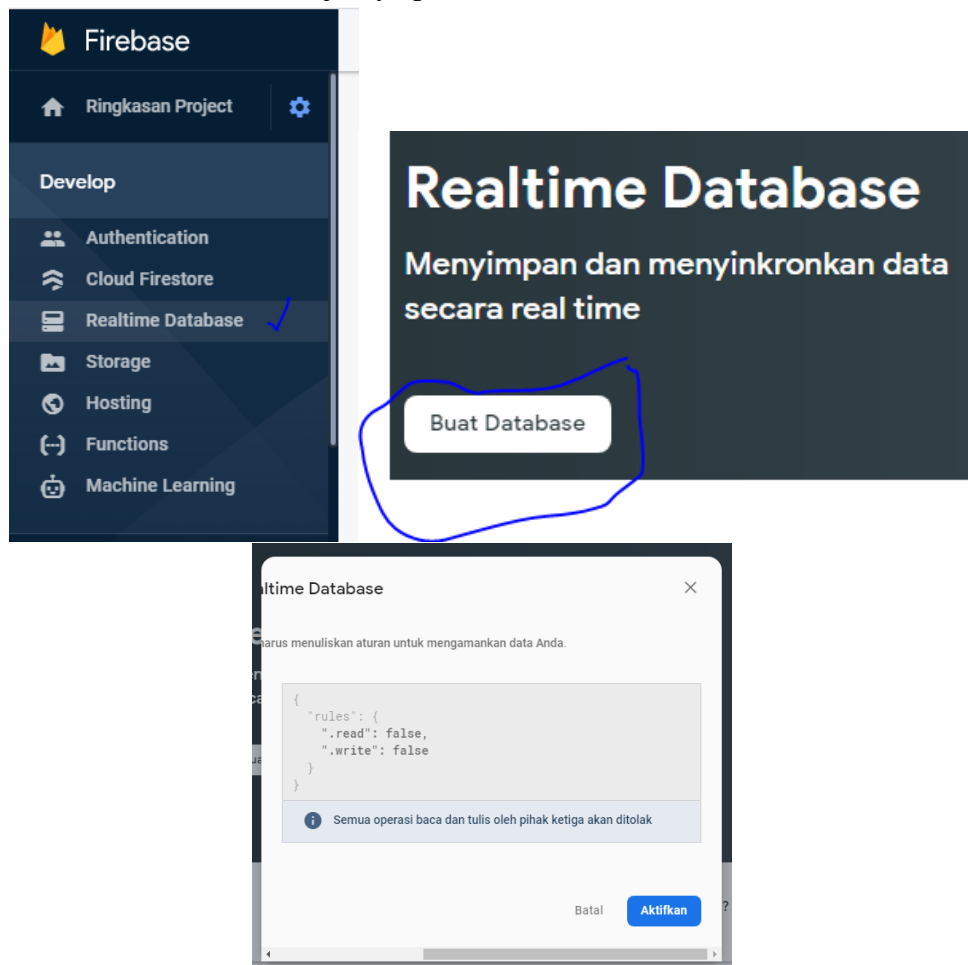 Firebase
Ringkasan Project
Develop
Authentication
Cloud Firestore
Realtime Database
Storage
Hosting
Functions
Machine Learning
Realtime Database
Menyimpan dan menyinkronkan data
secara real time
Buat Database
ltime Database
harus menuliskan aturan untuk mengamankan data Anda.
{
"rules": {
".read": false,
".write": false
}
}
Semua operasi baca dan tulis oleh pihak ketiga akan ditolak
Batal
Aktifkan
?